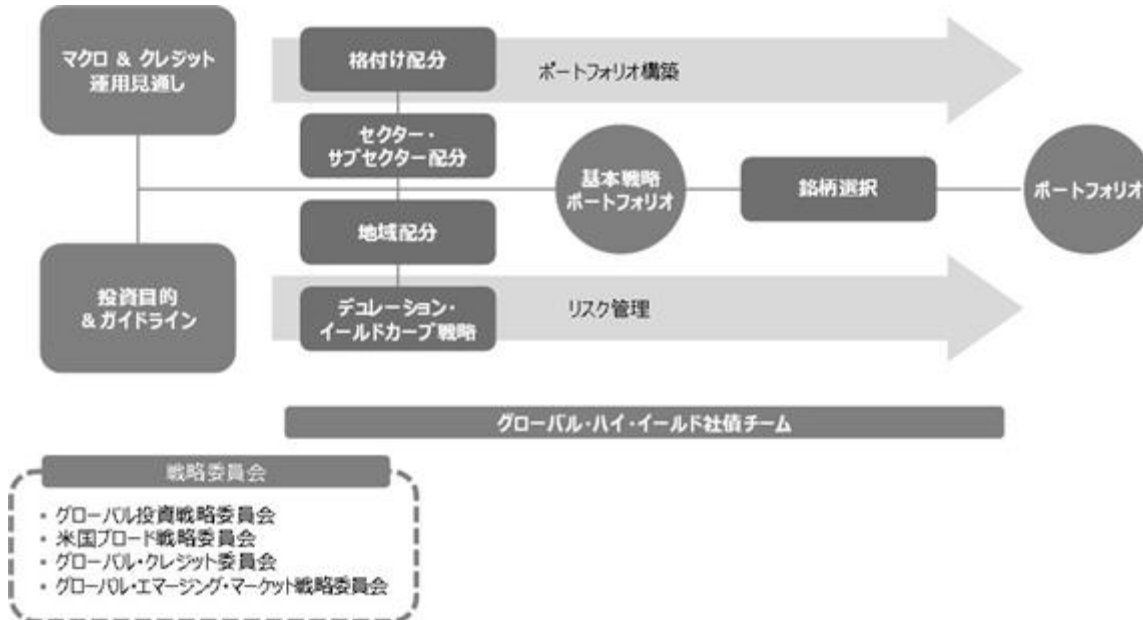 マクロ & クレジット
運用見通し
格付け配分
ポートフォリオ構築
セクター・
サブセクター配分
基本戦略
ポートフォリオ
銘柄選択
ポートフォリオ
地域配分
投資目的
&ガイドライン
デュレーション・
イールドカーブ戦略
リスク管理
グローバル・ハイ・イールド社債チーム
戦略委員会
▪ グローバル投資戦略委員会
▪ 米国ブロード戦略委員会
▪ グローバル・クレジット委員会
▪ グローバル・エマージング・マーケット戦略委員会